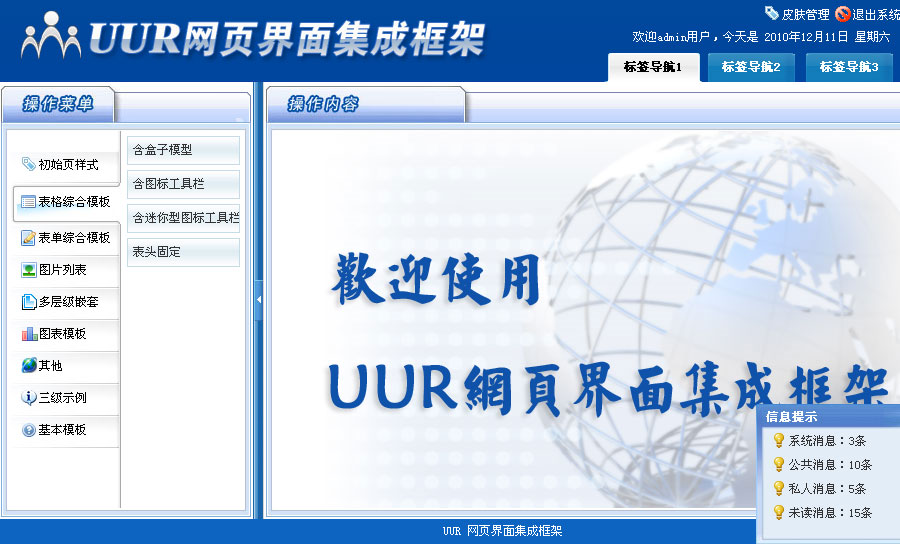 皮肤管理 退出系统
UUR网页界面集成框架
欢迎admin用户，今天是 2010年12月11日 星期六
标签导航1 标签导航2 标签导航3
操作菜单
操作内容
初始页样式
表格综合模板
表单综合模板
图片列表
多层级嵌套
图表模板
其他
三级示例
基本模板
含盒子模型
含图标工具栏
含迷你型图标工具栏
表头固定
歡迎使用
UUR網頁界面集成框架
信息提示
系统消息：3条
公共消息：10条
私人消息：5条
未读消息：15条
UUR 网页界面集成框架